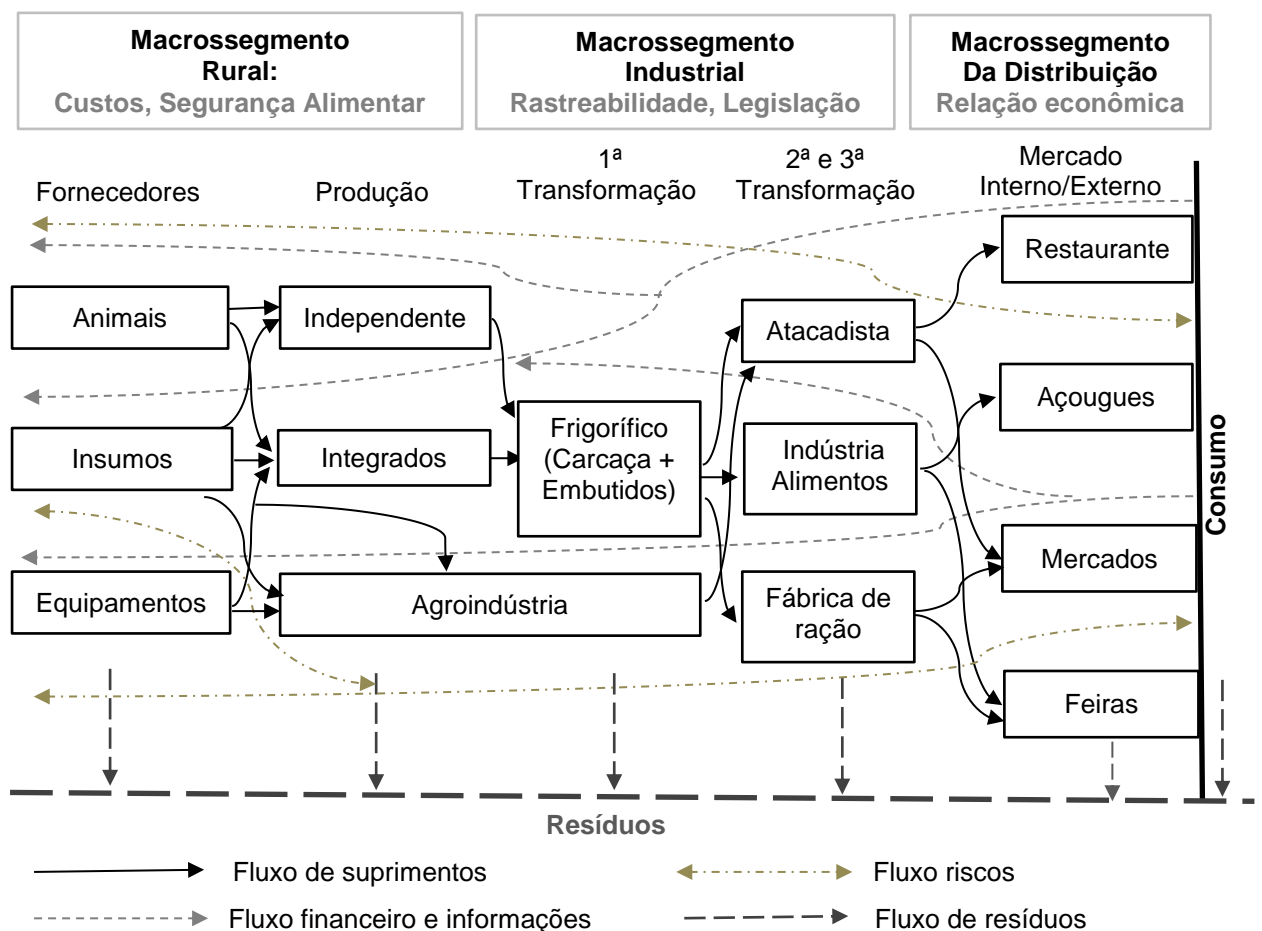 Macrossegmento
Rural:
Custos, Segurança Alimentar
Macrossegmento
Industrial
Rastreabilidade, Legislação
Macrossegmento
Da Distribuição
Relação econômica
Fornecedores
Produção
1ª
Transformação
2ª e 3ª
Transformação
Mercado
Interno/Externo
Animais
Insumos
Equipamentos
Independente
Integrados
Agroindústria
Frigorífico
(Carcaça +
Embutidos)
Atacadista
Indústria
Alimentos
Fábrica de
ração
Restaurante
Açougues
Mercados
Feiras
Consumo
Resíduos
Fluxo de suprimentos
Fluxo riscos
Fluxo financeiro e informações
Fluxo de resíduos